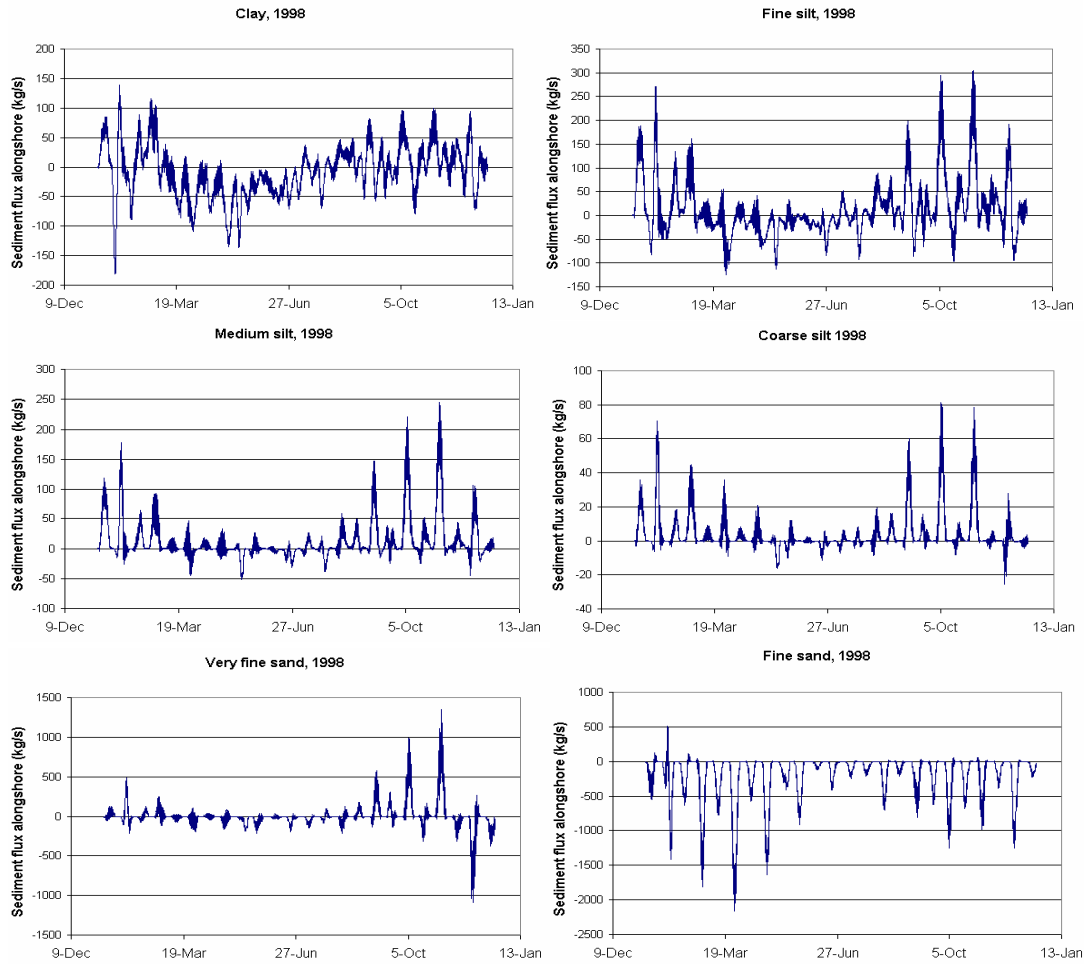 Clay, 1998
Sediment flux alongshore (kg/s)
200
150
100
50
0
-50
-100
-150
-200
9-Dec 19-Mar 27-Jun 5-Oct 13-Jan
Fine silt, 1998
Sediment flux alongshore (kg/s)
350
300
250
200
150
100
50
0
-50
-100
-150
9-Dec 19-Mar 27-Jun 5-Oct 13-Jan
Medium silt, 1998
Sediment flux alongshore (kg/s)
300
250
200
150
100
50
0
-50
-100
9-Dec 19-Mar 27-Jun 5-Oct 13-Jan
Coarse silt 1998
Sediment flux alongshore (kg/s)
100
80
60
40
20
0
-20
-40
9-Dec 19-Mar 27-Jun 5-Oct 13-Jan
Very fine sand, 1998
Sediment flux alongshore (kg/s)
1500
1000
500
0
-500
-1000
-1500
9-Dec 19-Mar 27-Jun 5-Oct 13-Jan
Fine sand, 1998
Sediment flux alongshore (kg/s)
1000
500
0
-500
-1000
-1500
-2000
-2500
9-Dec 19-Mar 27-Jun 5-Oct 13-Jan